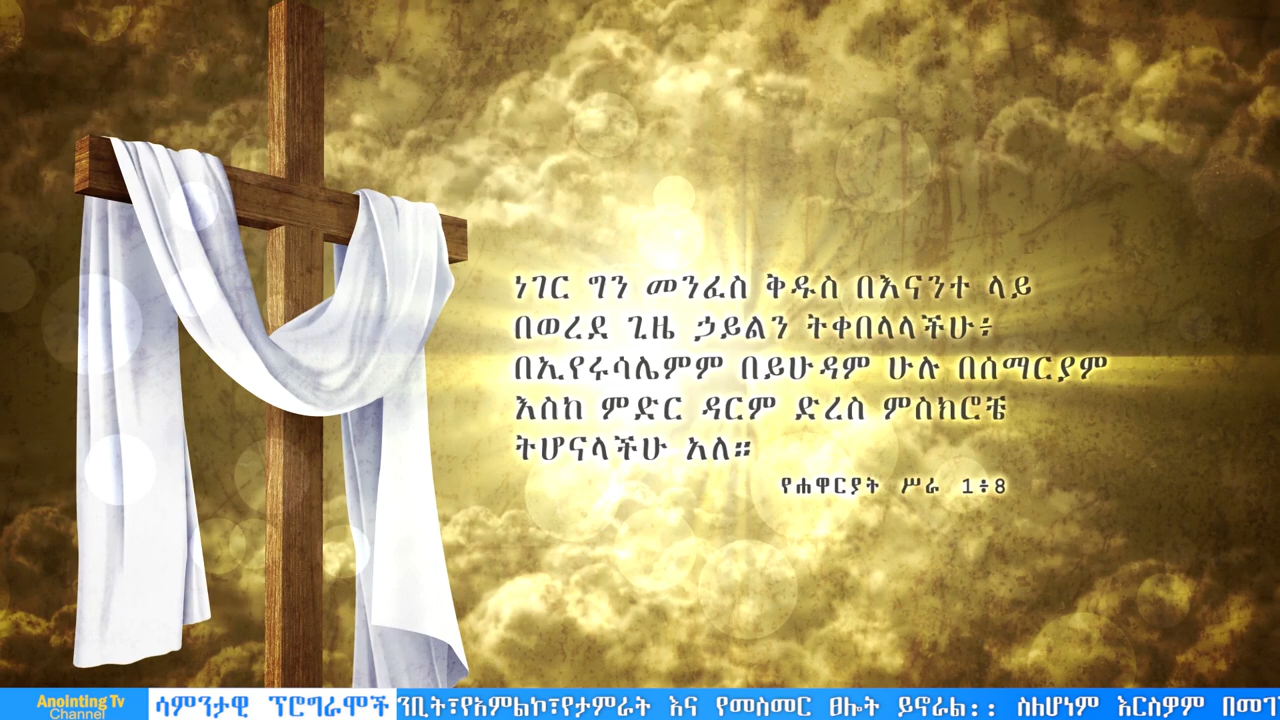 ነገር ግን መንፈስ ቅዱስ በእናንተ ላይ
በወረደ ጊዜ ኃይልን ትቀበላላችሁ፥
በኢየሩሳሌምም በይሁዳም ሁሉ በሰማርያም
እስከ ምድር ዳርም ድረስ ምስክሮቼ
ትሆናላችሁ አለ።
የሐዋርያት ሥራ 1፥8
Anointing Tv
Channel
ሳምንታዊ ፕሮግራሞች
ንቢት፣የአምልኮ፣የታምራት እና የመስመር ፀሎት ይኖራል:: ስለሆነም እርስዎም በመገ